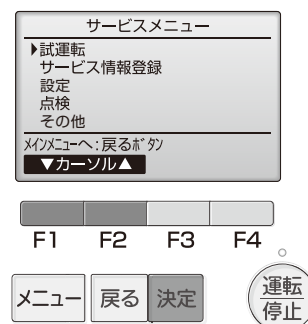 サービスメニュー
▶試運転
サービス情報登録
設定
点検
その他
ﾒｲﾝﾒﾆｭｰへ:戻るﾎﾞﾀﾝ
▼カーソル▲
F1 F2 F3 F4
メニュー 戻る 決定 運転
停止